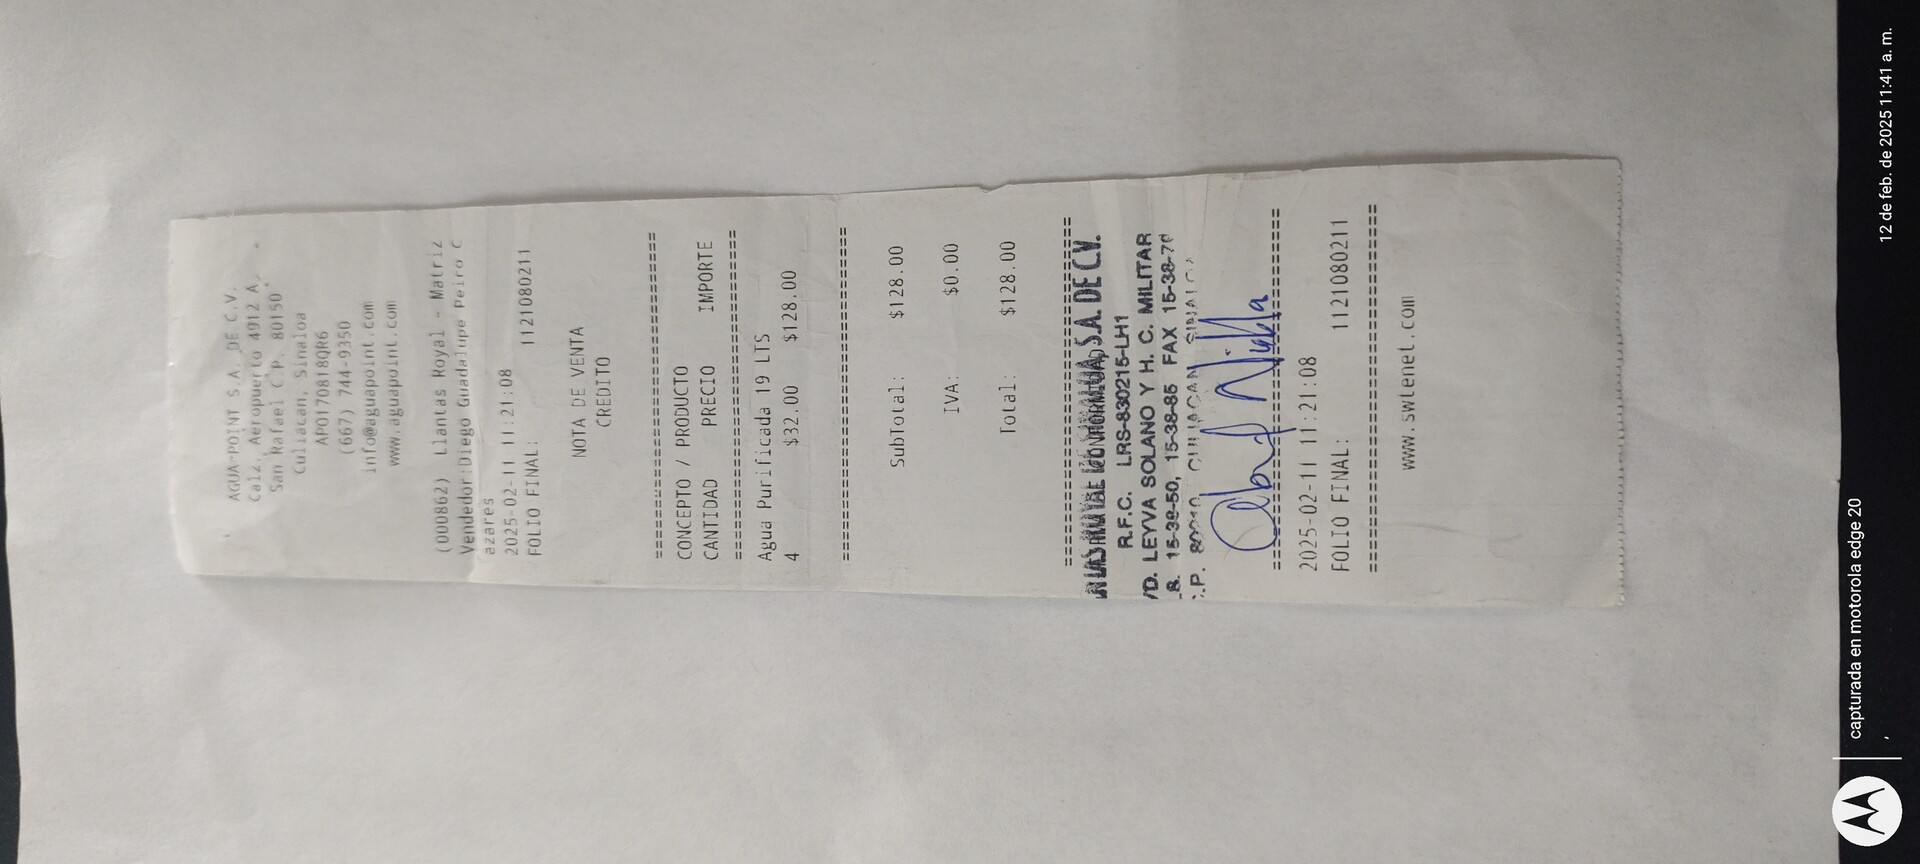 AGUA-POINT S.A. DE C.V.
Calz. Aeropuerto 4912 A,
San Rafael C.P. 80150
Culiacan, Sinaloa
APO170818QR6
(667) 744-9350
info@aguapoint.com
www.aguapoint.com
(000862) Llantas Royal - Matriz
Vendedor:Diego Guadalupe Peiro C
azares
2025-02-11 11:21:08
FOLIO FINAL: 1121080211
NOTA DE VENTA
CREDITO
================================
CONCEPTO / PRODUCTO
CANTIDAD PRECIO IMPORTE
================================
Agua Purificada 19 LTS
4 $32.00 $128.00
================================
SubTotal: $128.00
IVA: $0.00
Total: $128.00
================================
S.A. DE C.V.
R.F.C. LRS-830215-LH1
VD. LEYVA SOLANO Y H. C. MILITAR
S. 15-39-50, 15-38-85 FAX 15-38-70
C.P. CULIACAN SINALOA
================================
2025-02-11 11:21:08
FOLIO FINAL: 1121080211
================================
www.swtenet.com
capturada en motorola edge 20
12 de feb. de 2025 11:41 a. m.